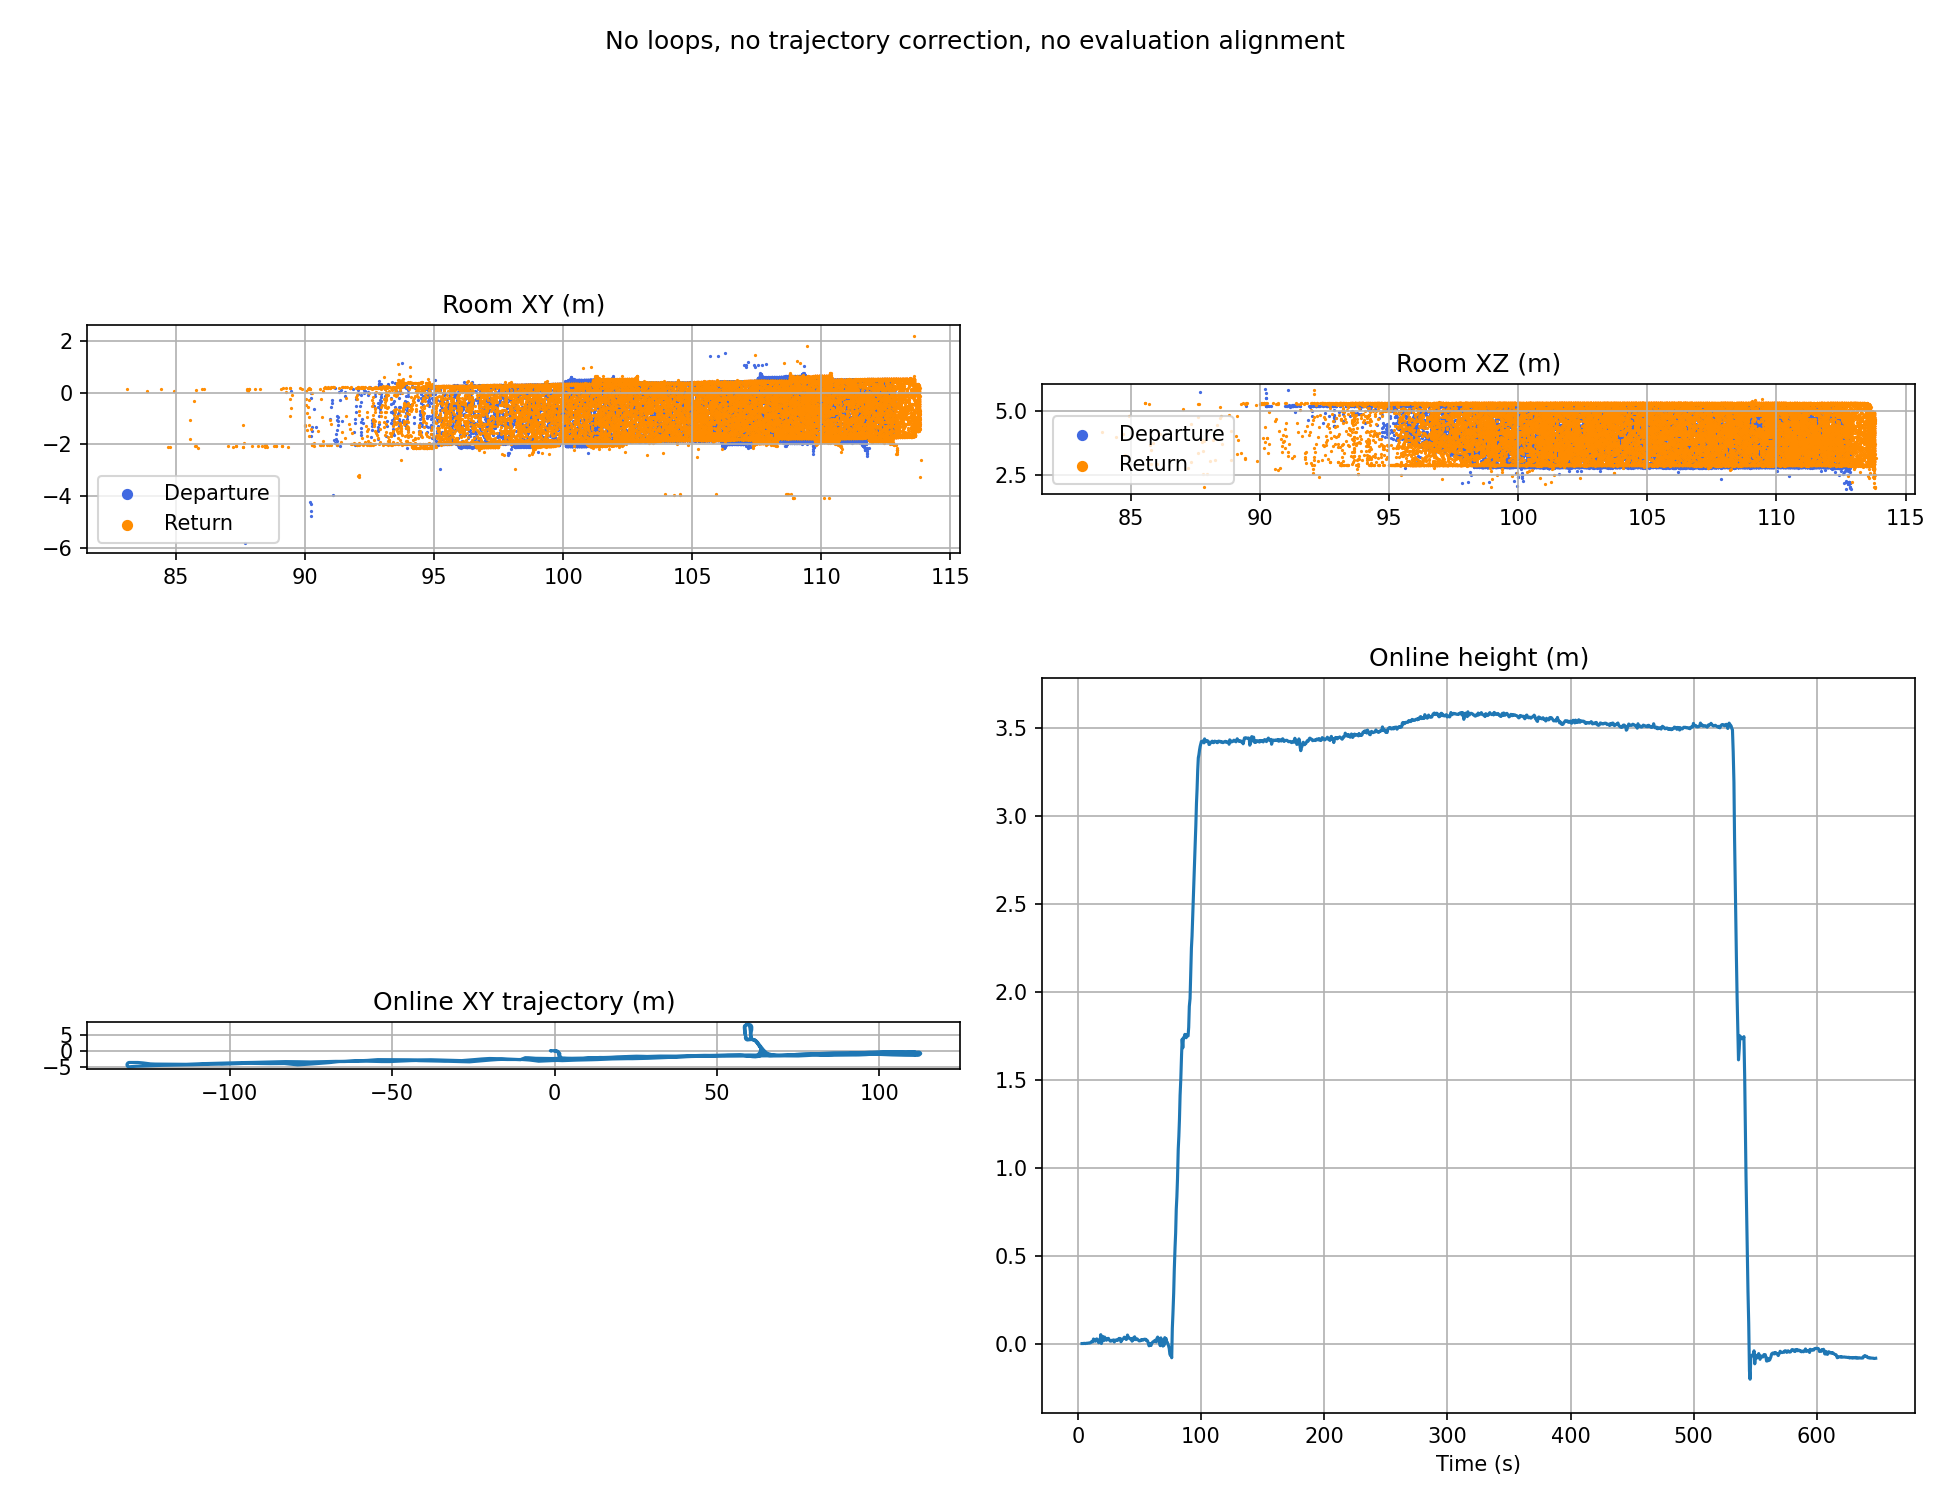 No loops, no trajectory correction, no evaluation alignment
Room XY (m)
2
0
−2
−4
−6
Departure
Return
85 90 95 100 105 110 115
Room XZ (m)
5.0
2.5
Departure
Return
85 90 95 100 105 110 115
Online XY trajectory (m)
5
0
−5
−100 −50 0 50 100
Online height (m)
3.5
3.0
2.5
2.0
1.5
1.0
0.5
0.0
0 100 200 300 400 500 600
Time (s)